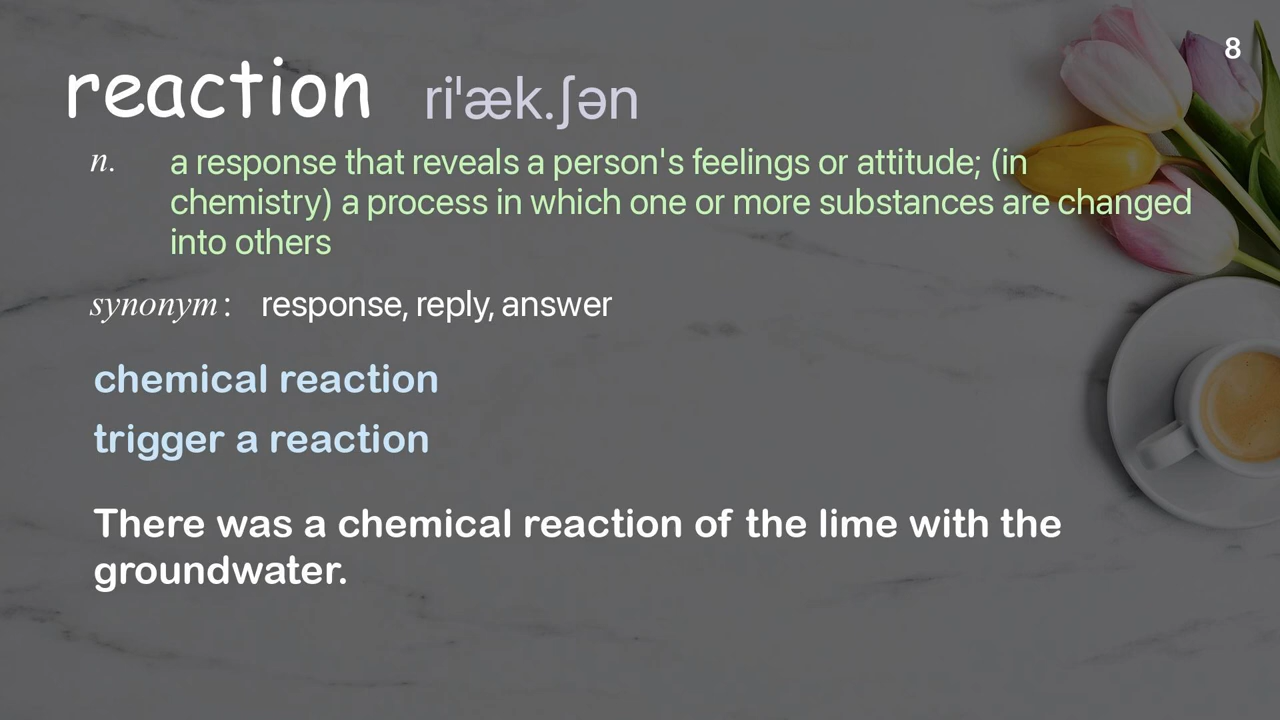 8
reaction ri'æk.ʃən
n. a response that reveals a person's feelings or attitude; (in
chemistry) a process in which one or more substances are changed
into others
synonym: response, reply, answer
chemical reaction
trigger a reaction
There was a chemical reaction of the lime with the
groundwater.